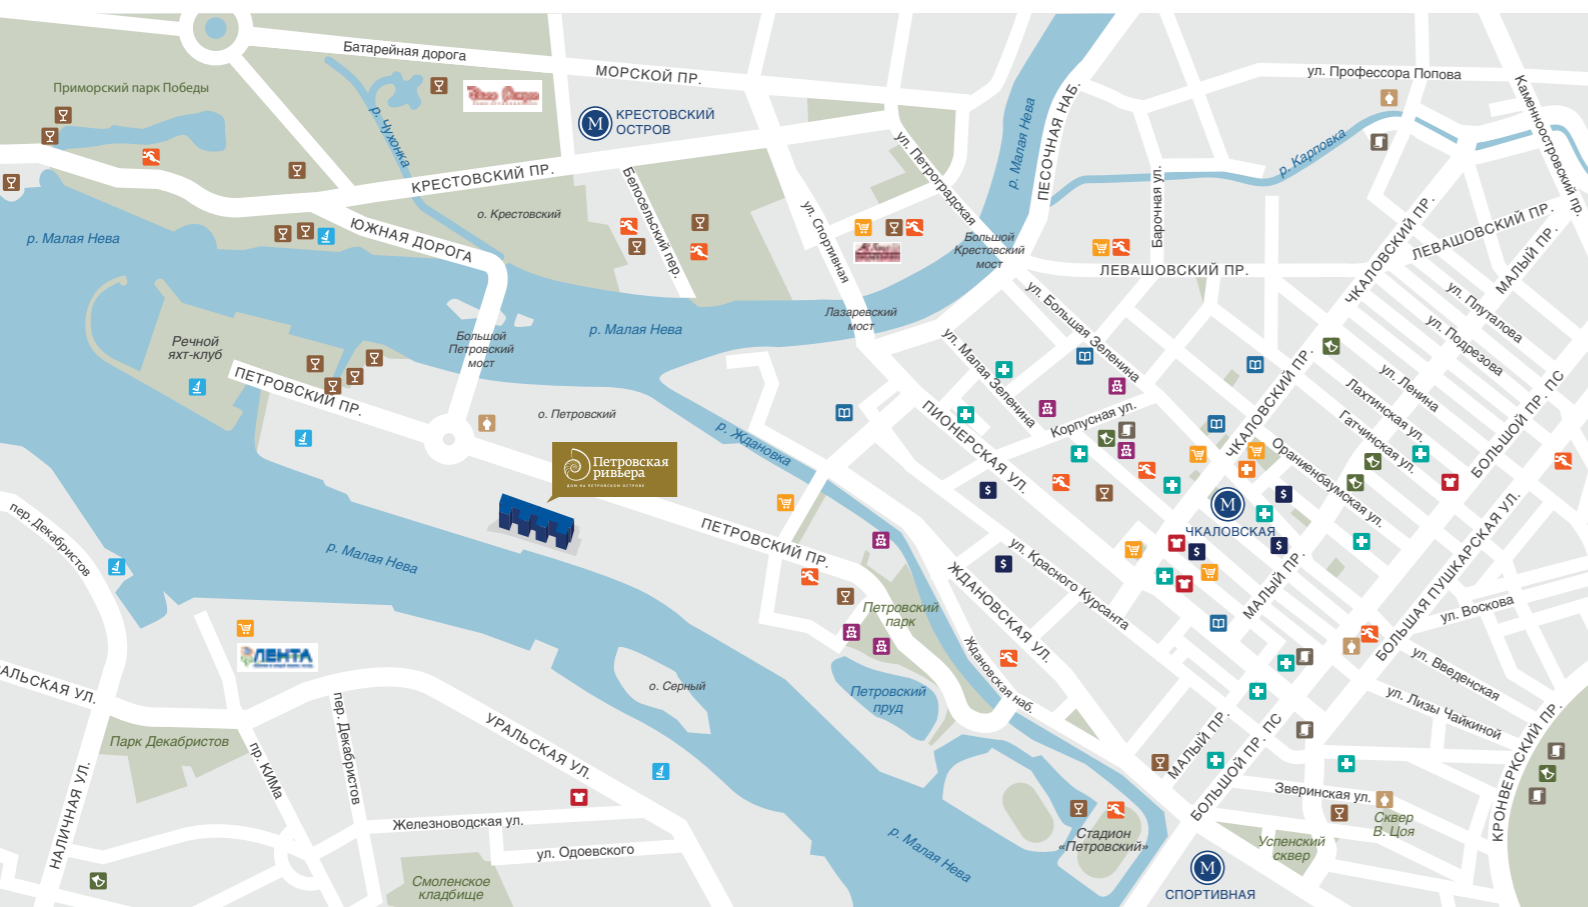 Батарейная дорога
МОРСКОЙ ПР.
Приморский парк Победы
р. Чухонка
М
КРЕСТОВСКИЙ
ОСТРОВ
р. Малая Нева
ПЕСОЧНАЯ НАБ.
ул. Профессора Попова
Каменноостровский пр.
р. Карповка
ул. Петроградская
КРЕСТОВСКИЙ ПР.
Белосельский пер.
о. Крестовский
ул. Спортивная
Барочная ул.
ЧКАЛОВСКИЙ ПР.
ЛЕВАШОВСКИЙ ПР.
МАЛЫЙ ПР.
р. Малая Нева
ЮЖНАЯ ДОРОГА
Большой
Крестовский
мост
ЛЕВАШОВСКИЙ ПР.
ул. Плуталова
ул. Подрезова
ул. Большая Зеленина
Лазаревский
мост
р. Малая Нева
Речной
яхт-клуб
Большой
Петровский
мост
ул. Малая Зеленина
ЧКАЛОВСКИЙ ПР.
ул. Ленина
Лахтинская ул.
Гатчинская ул.
БОЛЬШОЙ ПР. ПС
ПЕТРОВСКИЙ ПР.
о. Петровский
р. Ждановка
ПИОНЕРСКАЯ УЛ.
Корпусная ул.
Ораниенбаумская ул.
Петровская
ривьера
ДОМ НА ПЕТРОВСКОМ ОСТРОВЕ
М
ЧКАЛОВСКАЯ
БОЛЬШАЯ ПУШКАРСКАЯ УЛ.
пер. Декабристов
р. Малая Нева
ПЕТРОВСКИЙ ПР.
ул. Красного Курсанта
ЖДАНОВСКАЯ УЛ.
МАЛЫЙ ПР.
ул. Воскова
Петровский
парк
Ждановская наб.
ул. Введенская
ул. Лизы Чайкиной
ЛЕНТА
АЛЬСКАЯ УЛ.
о. Серный
Петровский
пруд
пер. Декабристов
УРАЛЬСКАЯ УЛ.
Парк Декабристов
пр. КИМа
МАЛЫЙ ПР.
БОЛЬШОЙ ПР. ПС
КРОНВЕРКСКИЙ ПР.
НАЛИЧНАЯ УЛ.
Железноводская ул.
ул. Одоевского
Зверинская ул.
Сквер
В. Цоя
Стадион
«Петровский»
р. Малая Нева
Успенский
сквер
Смоленское
кладбище
М
СПОРТИВНАЯ